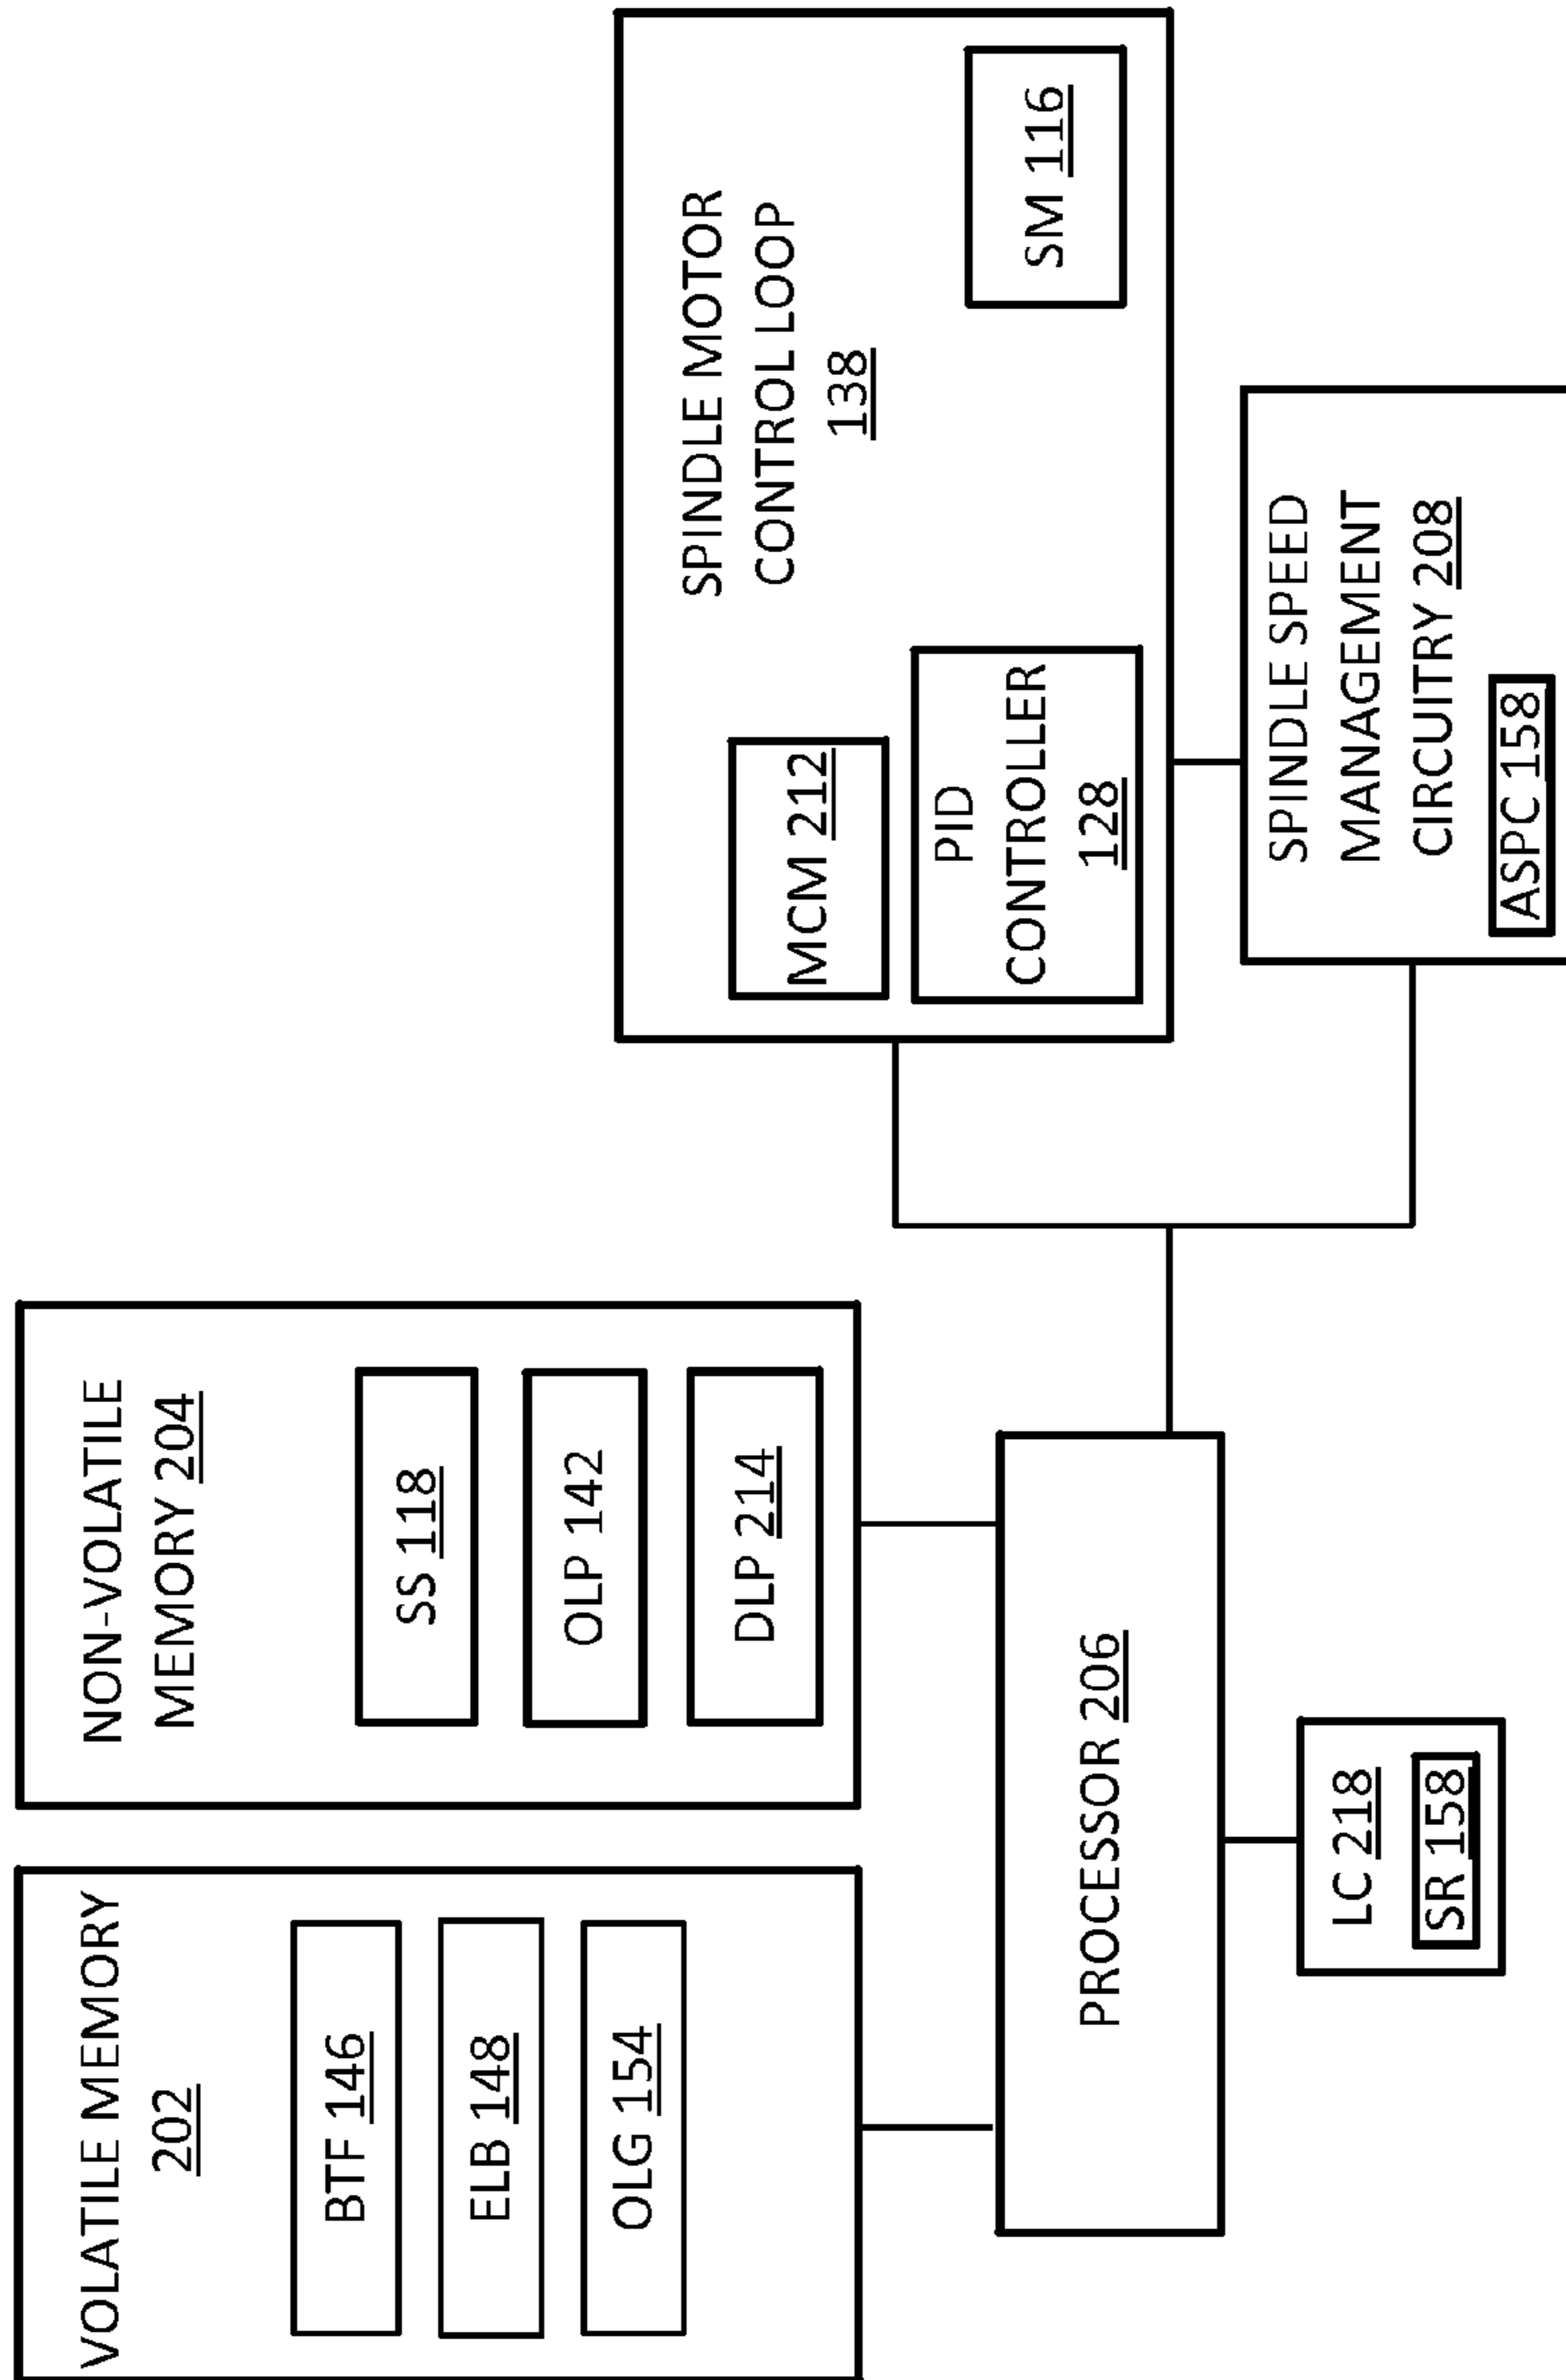 VOLATILE MEMORY
202
BTF 146
ELB 148
OLG 154
NON-VOLATILE
MEMORY 204
SS 118
OLP 142
DLP 214
PROCESSOR 206
LC 218
SR 158
SPINDLE MOTOR
CONTROL LOOP
138
MCM 212
PID
CONTROLLER
128
SM 116
SPINDLE SPEED
MANAGEMENT
CIRCUITRY 208
ASPC 158